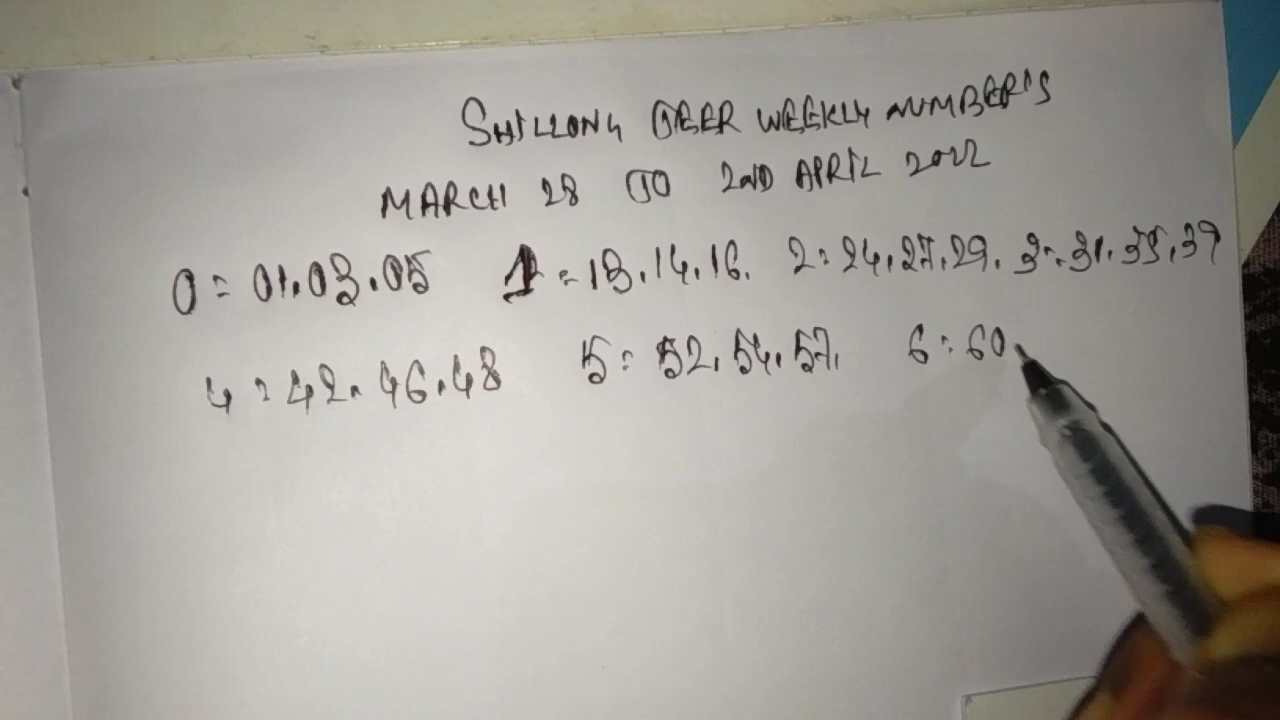 SHILLONG TEER WEEKLY NUMBER'S
MARCH 28 TO 2ND APRIL 2022
0 = 01.03.05 1 = 13.14.16. 2 = 24.27.29. 3 = 31.35.39
4 = 42.46.48 5 = 52.54.57. 6 = 60